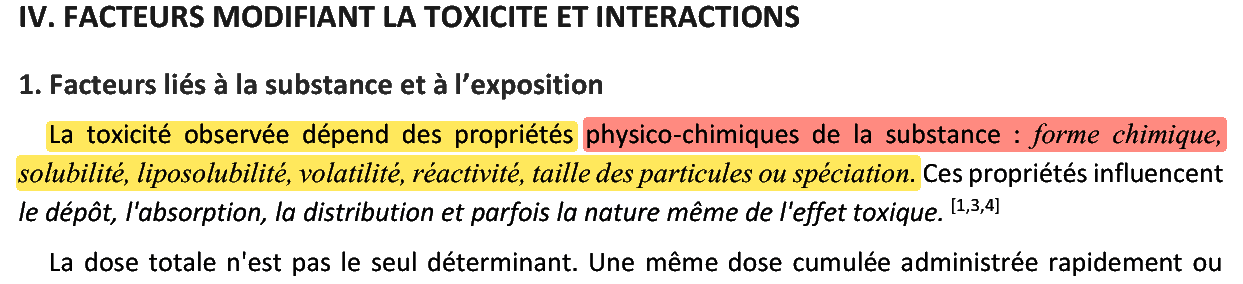 IV. FACTEURS MODIFIANT LA TOXICITE ET INTERACTIONS
1. Facteurs liés à la substance et à l’exposition
La toxicité observée dépend des propriétés physico-chimiques de la substance : forme chimique,
solubilité, liposolubilité, volatilité, réactivité, taille des particules ou spéciation. Ces propriétés influencent
le dépôt, l'absorption, la distribution et parfois la nature même de l'effet toxique. [1,3,4]
La dose totale n'est pas le seul déterminant. Une même dose cumulée administrée rapidement ou